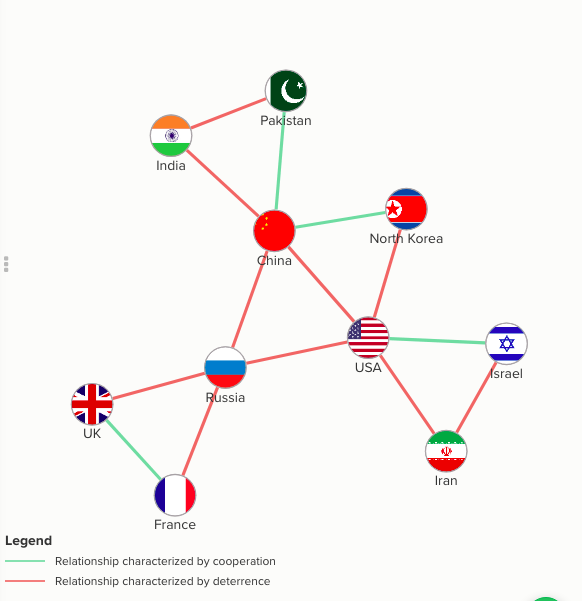 Pakistan
India
North Korea
China
USA
Israel
Russia
UK
Iran
France
Legend
Relationship characterized by cooperation
Relationship characterized by deterrence